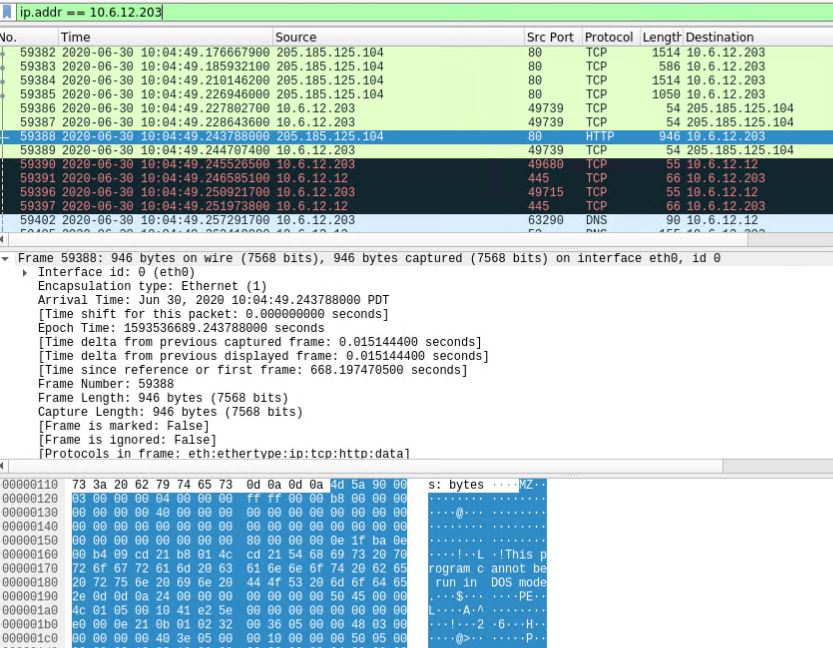 ip.addr == 10.6.12.203
No. Time Source Src Port Protocol Length Destination
59382 2020-06-30 10:04:49.176667900 205.185.125.104 80 TCP 1514 10.6.12.203
59383 2020-06-30 10:04:49.185932100 205.185.125.104 80 TCP 586 10.6.12.203
59384 2020-06-30 10:04:49.210146200 205.185.125.104 80 TCP 1514 10.6.12.203
59385 2020-06-30 10:04:49.226946000 205.185.125.104 80 TCP 1050 10.6.12.203
59386 2020-06-30 10:04:49.227802700 10.6.12.203 49739 TCP 54 205.185.125.104
59387 2020-06-30 10:04:49.228643600 10.6.12.203 49739 TCP 54 205.185.125.104
59388 2020-06-30 10:04:49.243788000 205.185.125.104 80 HTTP 946 10.6.12.203
59389 2020-06-30 10:04:49.244707400 10.6.12.203 49739 TCP 54 205.185.125.104
59390 2020-06-30 10:04:49.245526500 10.6.12.203 49680 TCP 55 10.6.12.12
59391 2020-06-30 10:04:49.246585100 10.6.12.12 445 TCP 66 10.6.12.203
59396 2020-06-30 10:04:49.250921700 10.6.12.203 49715 TCP 55 10.6.12.12
59397 2020-06-30 10:04:49.251973800 10.6.12.12 445 TCP 66 10.6.12.203
59402 2020-06-30 10:04:49.257291700 10.6.12.203 63290 DNS 90 10.6.12.12
Frame 59388: 946 bytes on wire (7568 bits), 946 bytes captured (7568 bits) on interface eth0, id 0
Interface id: 0 (eth0)
Encapsulation type: Ethernet (1)
Arrival Time: Jun 30, 2020 10:04:49.243788000 PDT
[Time shift for this packet: 0.000000000 seconds]
Epoch Time: 1593536689.243788000 seconds
[Time delta from previous captured frame: 0.015144400 seconds]
[Time delta from previous displayed frame: 0.015144400 seconds]
[Time since reference or first frame: 668.197470500 seconds]
Frame Number: 59388
Frame Length: 946 bytes (7568 bits)
Capture Length: 946 bytes (7568 bits)
[Frame is marked: False]
[Frame is ignored: False]
[Protocols in frame: eth:ethertype:ip:tcp:http:data]
00000110 73 3a 20 62 79 74 65 73 0d 0a 0d 0a 4d 5a 90 00 s: bytes ····MZ··
00000120 03 00 00 00 04 00 00 00 ff ff 00 00 b8 00 00 00 ········ ········
00000130 00 00 00 00 40 00 00 00 00 00 00 00 00 00 00 00 ····@··· ········
00000140 00 00 00 00 00 00 00 00 00 00 00 00 00 00 00 00 ········ ········
00000150 00 00 00 00 00 00 00 00 80 00 00 00 0e 1f ba 0e ········ ········
00000160 00 b4 09 cd 21 b8 01 4c cd 21 54 68 69 73 20 70 ····!··L ·!This p
00000170 72 6f 67 72 61 6d 20 63 61 6e 6e 6f 74 20 62 65 rogram c annot be
00000180 20 72 75 6e 20 69 6e 20 44 4f 53 20 6d 6f 64 65 run in DOS mode
00000190 2e 0d 0d 0a 24 00 00 00 00 00 00 00 50 45 00 00 .···$··· ····PE··
000001a0 4c 01 05 00 10 41 e2 5e 00 00 00 00 00 00 00 00 L····A·^ ········
000001b0 e0 00 0e 21 0b 01 02 32 00 36 05 00 00 48 03 00 ···!···2 ·6···H··
000001c0 00 00 00 00 40 3e 05 00 00 10 00 00 00 50 05 00 ····@>·· ·····P··